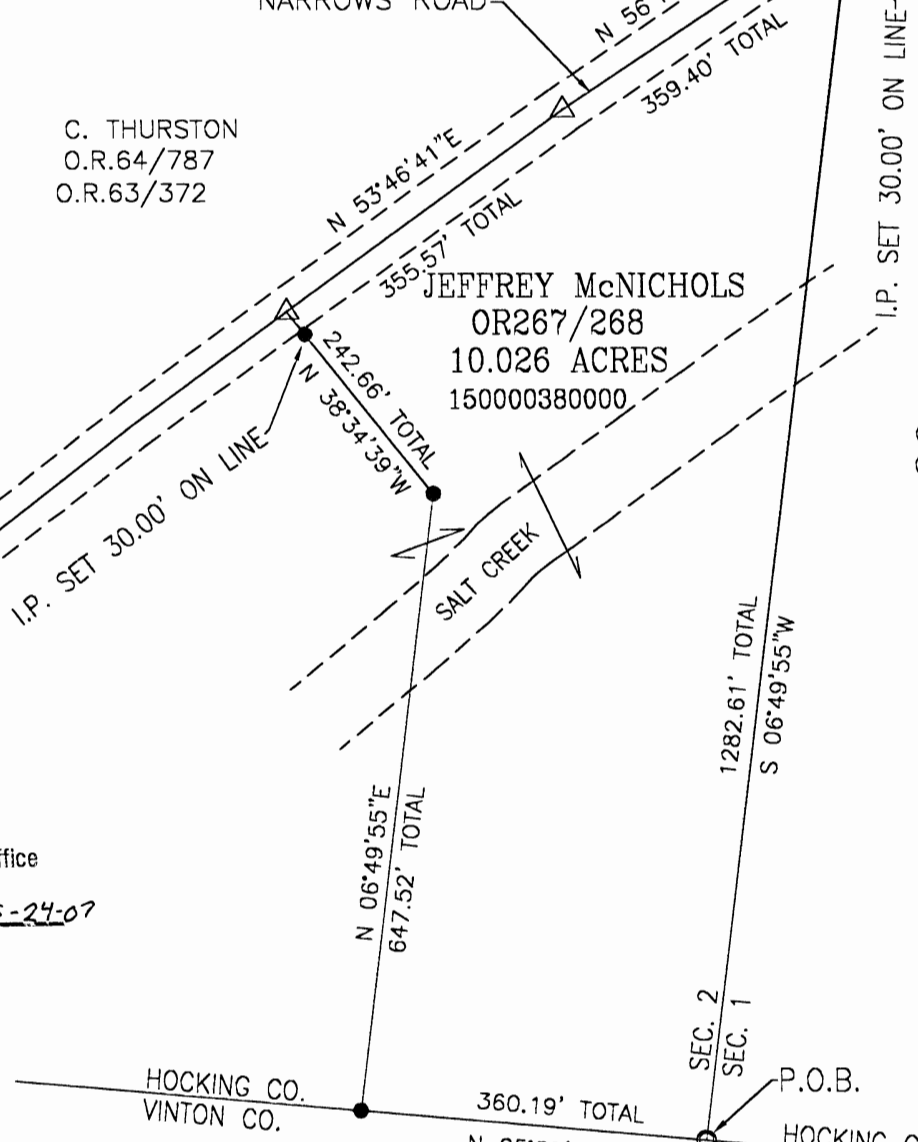 NARROWS ROAD
N 56
359.40' TOTAL
I.P. SET 30.00' ON LINE
C. THURSTON
O.R.64/787
O.R.63/372
N 53°46'41"E
355.57' TOTAL
JEFFREY McNICHOLS
OR267/268
10.026 ACRES
150000380000
242.66' TOTAL
N 38°34'39"W
I.P. SET 30.00' ON LINE
SALT CREEK
1282.61' TOTAL
S 06°49'55"W
N 06°49'55"E
647.52' TOTAL
ffice
-24-07
SEC. 2
SEC. 1
P.O.B.
HOCKING CO.
VINTON CO.
360.19' TOTAL
HOCKING